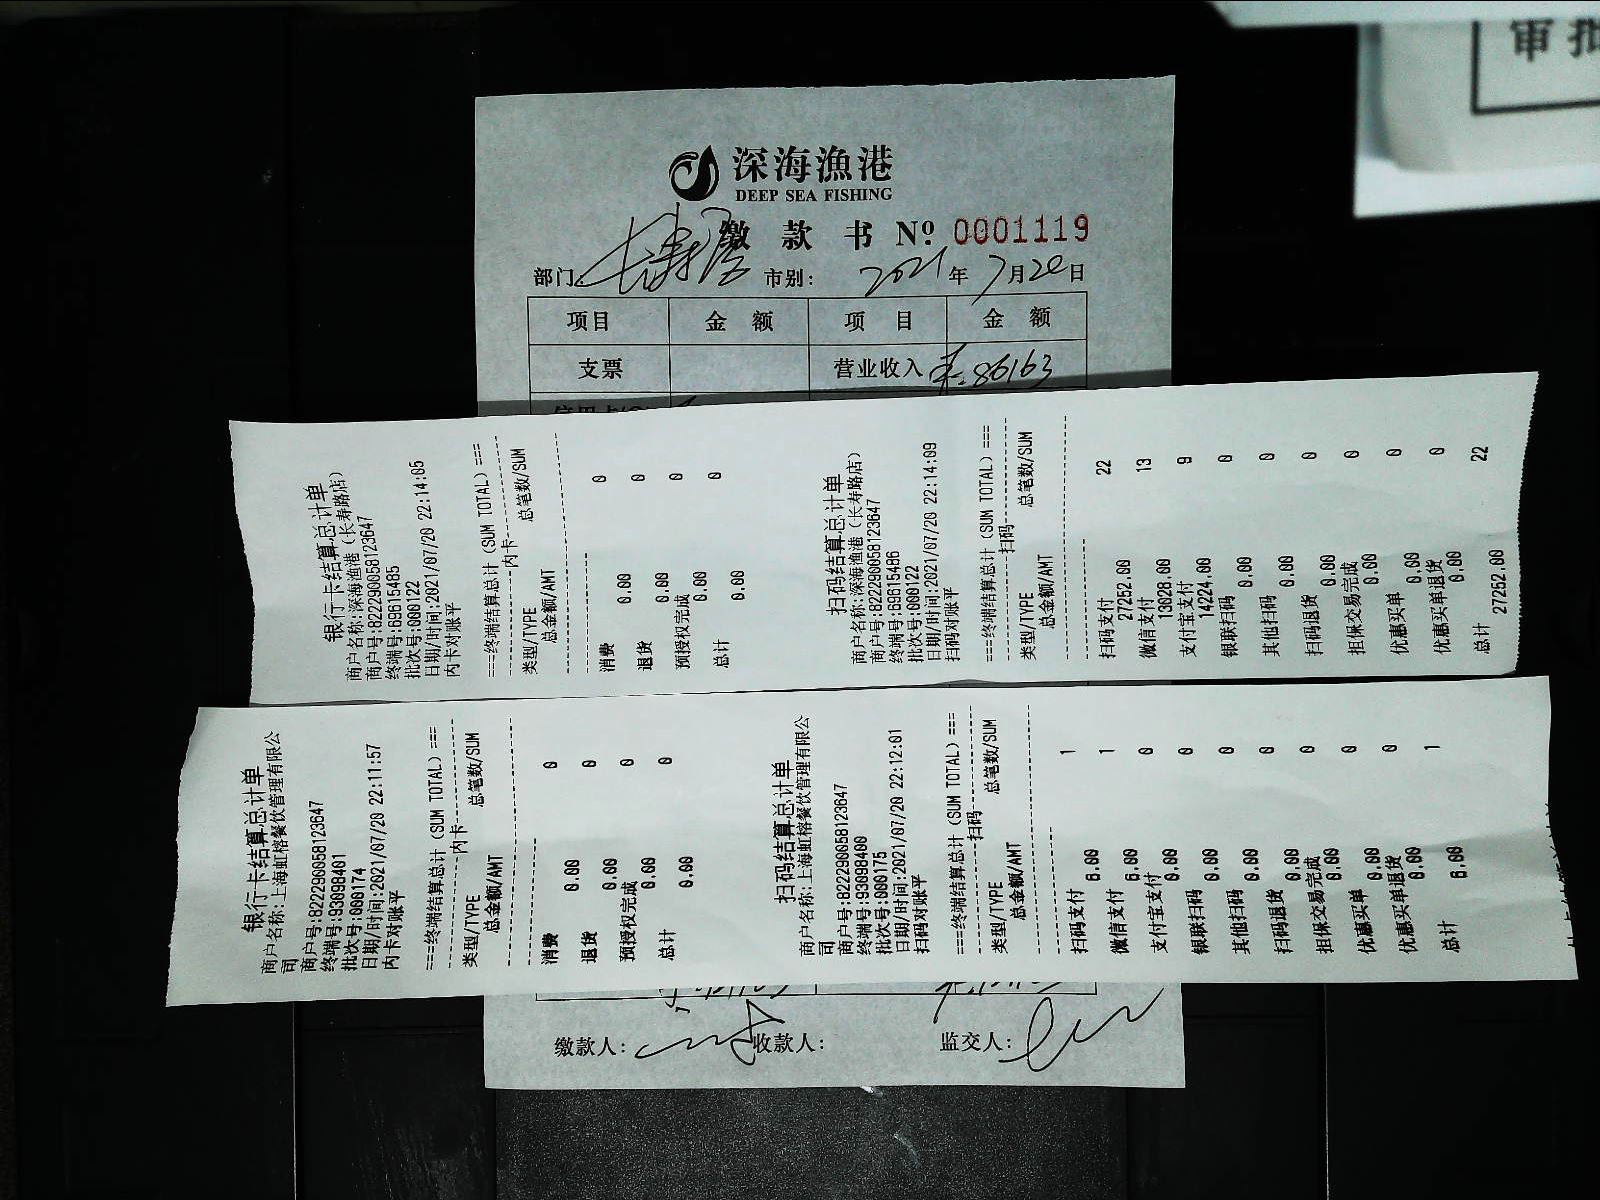 审批
深海漁港
DEEP SEA FISHING
缴款书 Nº 0001119
部门: 长寿店 市别: 2021年7月20日
项目 金额 项目 金额
支票 营业收入 86163
银行卡结算总计单
商户名称:深海渔港(长寿路店)
商户号:822290058123647
终端号:69615485
批次号:000122
日期/时间:2021/07/20 22:14:05
内卡对账平
===终端结算总计(SUM TOTAL)===
内卡
类型/TYPE 总笔数/SUM
总金额/AMT
消费 0
0.00
退货 0
0.00
预授权完成 0
0.00
总计 0
0.00
扫码结算总计单
商户名称:深海渔港(长寿路店)
商户号:822290058123647
终端号:69615486
批次号:000122
日期/时间:2021/07/20 22:14:09
扫码对账平
===终端结算总计(SUM TOTAL)===
扫码
类型/TYPE 总笔数/SUM
总金额/AMT
扫码支付 22
27252.00
微信支付 13
13028.00
支付宝支付 9
14224.00
银联扫码 0
0.00
其他扫码 0
0.00
扫码退货 0
0.00
担保交易完成 0
0.00
优惠买单 0
0.00
优惠买单退货 0
0.00
总计 22
27252.00
银行卡结算总计单
商户名称:上海虹榕餐饮管理有限公
司
商户号:822290058123647
终端号:93098401
批次号:000174
日期/时间:2021/07/20 22:11:57
内卡对账平
===终端结算总计(SUM TOTAL)===
内卡
类型/TYPE 总笔数/SUM
总金额/AMT
消费 0
0.00
退货 0
0.00
预授权完成 0
0.00
总计 0
0.00
扫码结算总计单
商户名称:上海虹榕餐饮管理有限公
司
商户号:822290058123647
终端号:93098400
批次号:000175
日期/时间:2021/07/20 22:12:01
扫码对账平
===终端结算总计(SUM TOTAL)===
扫码
类型/TYPE 总笔数/SUM
总金额/AMT
扫码支付 1
6.00
微信支付 1
6.00
支付宝支付 0
0.00
银联扫码 0
0.00
其他扫码 0
0.00
扫码退货 0
0.00
担保交易完成 0
0.00
优惠买单 0
0.00
优惠买单退货 0
0.00
总计 1
6.00
缴款人: 收款人: 监交人: